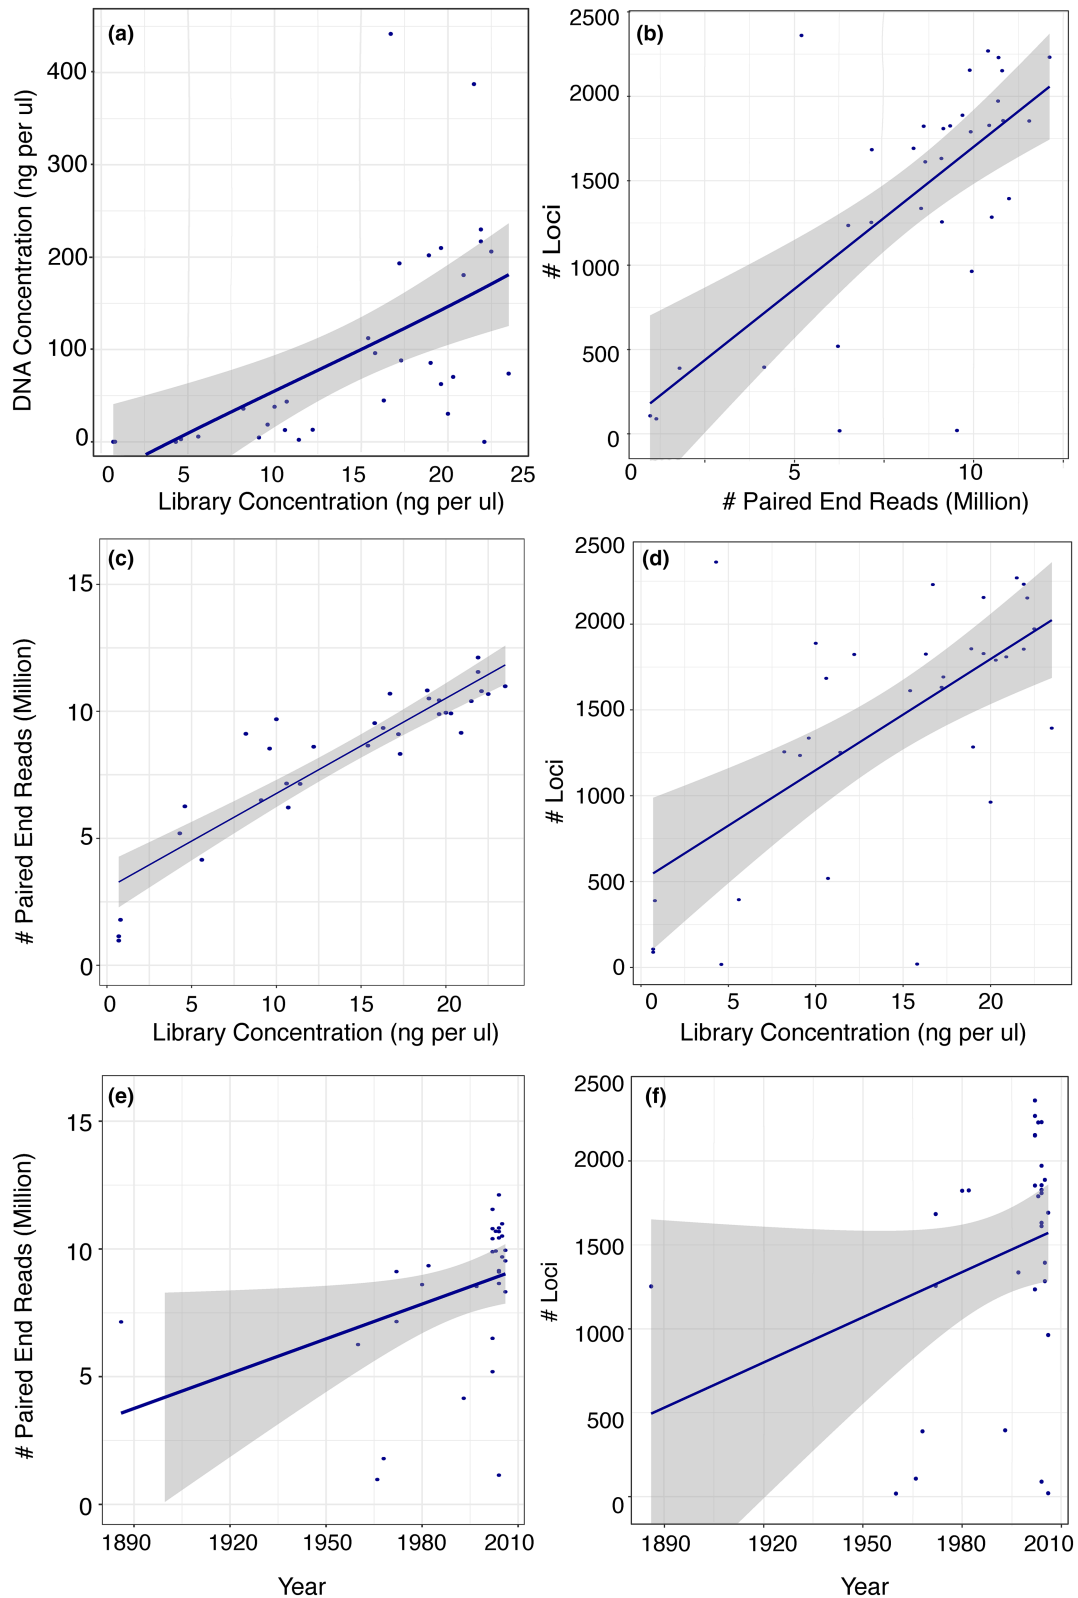 (a)
DNA Concentration (ng per ul)
400
300
200
100
0
0 5 10 15 20 25
Library Concentration (ng per ul)
(b)
# Loci
2500
2000
1500
1000
500
0
0 5 10
# Paired End Reads (Million)
(c)
# Paired End Reads (Million)
15
10
5
0
0 5 10 15 20
Library Concentration (ng per ul)
(d)
# Loci
2500
2000
1500
1000
500
0
0 5 10 15 20
Library Concentration (ng per ul)
(e)
# Paired End Reads (Million)
15
10
5
0
1890 1920 1950 1980 2010
Year
(f)
# Loci
2500
2000
1500
1000
500
0
1890 1920 1950 1980 2010
Year